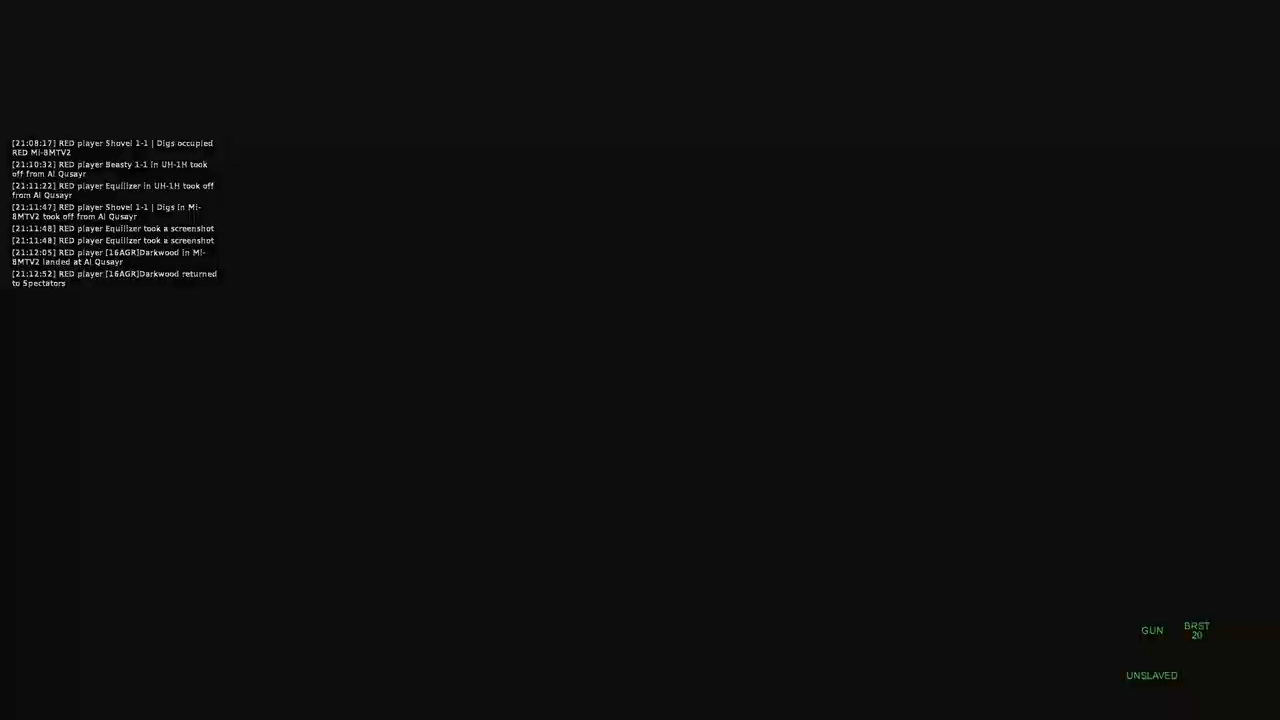 [21:08:17] RED player Shovel 1-1 | Digs occupied
RED Mi-8MTV2
[21:10:32] RED player Beasty 1-1 in UH-1H took
off from Al Qusayr
[21:11:22] RED player Equilizer in UH-1H took off
from Al Qusayr
[21:11:47] RED player Shovel 1-1 | Digs in Mi-
8MTV2 took off from Al Qusayr
[21:11:48] RED player Equilizer took a screenshot
[21:11:48] RED player Equilizer took a screenshot
[21:12:05] RED player [16AGR]Darkwood in Mi-
8MTV2 landed at Al Qusayr
[21:12:52] RED player [16AGR]Darkwood returned
to Spectators
GUN
BRST
20
UNSLAVED